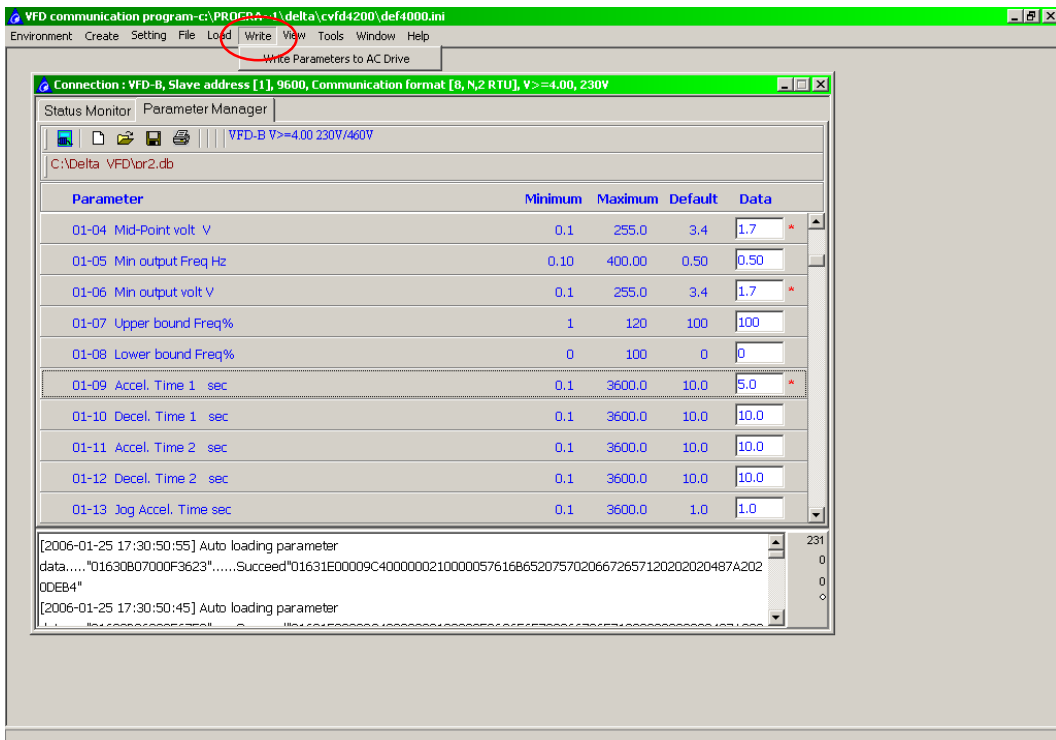 VFD communication program-c:\PROGRA~1\delta\cvfd4200\def4000.ini
Environment Create Setting File Load Write View Tools Window Help
Write Parameters to AC Drive
Connection : VFD-B, Slave address [1], 9600, Communication format [8, N,2 RTU], V>=4.00, 230V
Status Monitor Parameter Manager
VFD-B V>=4.00 230V/460V
C:\Delta VFD\pr2.db
Parameter Minimum Maximum Default Data
01-04 Mid-Point volt V 0.1 255.0 3.4 1.7 *
01-05 Min output Freq Hz 0.10 400.00 0.50 0.50
01-06 Min output volt V 0.1 255.0 3.4 1.7 *
01-07 Upper bound Freq% 1 120 100 100
01-08 Lower bound Freq% 0 100 0 0
01-09 Accel. Time 1 sec 0.1 3600.0 10.0 5.0 *
01-10 Decel. Time 1 sec 0.1 3600.0 10.0 10.0
01-11 Accel. Time 2 sec 0.1 3600.0 10.0 10.0
01-12 Decel. Time 2 sec 0.1 3600.0 10.0 10.0
01-13 Jog Accel. Time sec 0.1 3600.0 1.0 1.0
[2006-01-25 17:30:50:55] Auto loading parameter 231
data....."01630B07000F3623"......Succeed"01631E00009C40000000210000057616B652075702066726571202020204 87A202 0
0DEB4" 0
[2006-01-25 17:30:50:45] Auto loading parameter